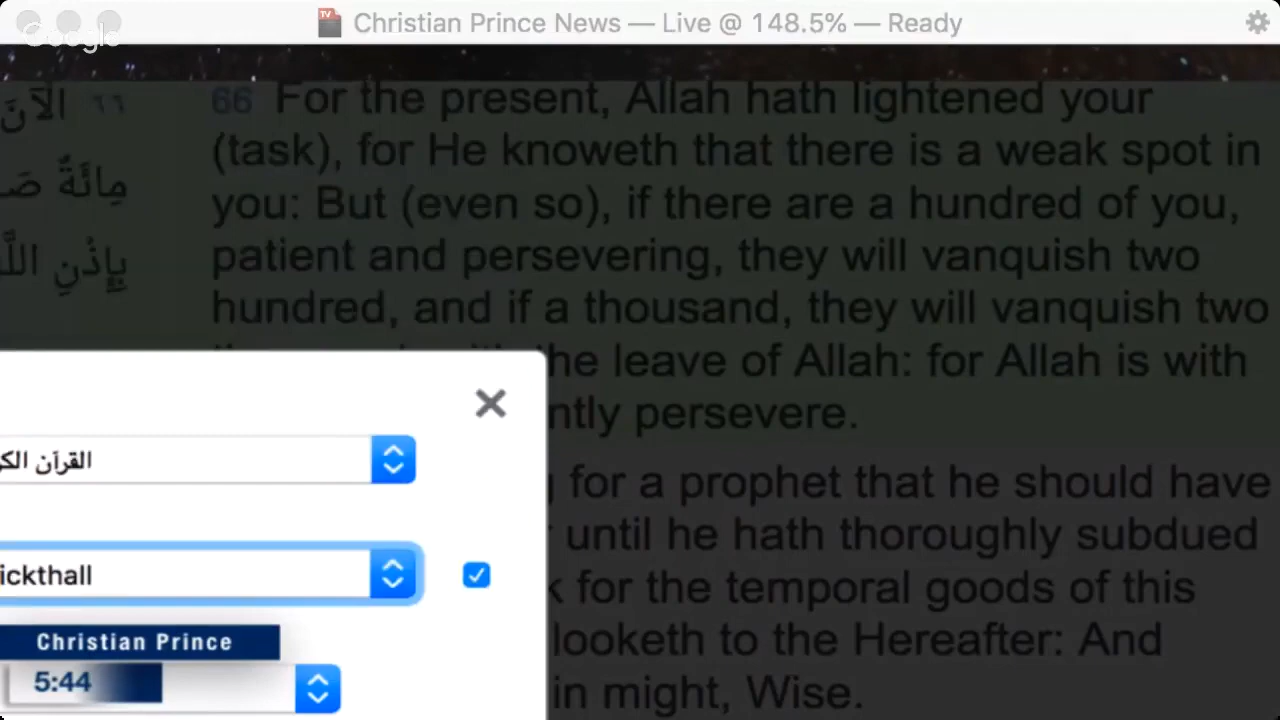 Google
Christian Prince News — Live @ 148.5% — Ready
الآنَ ٦٦
66 For the present, Allah hath lightened your
(task), for He knoweth that there is a weak spot in
مِائَةٌ صَـ
you: But (even so), if there are a hundred of you,
patient and persevering, they will vanquish two
بِإِذْنِ اللَّـ
hundred, and if a thousand, they will vanquish two
the leave of Allah: for Allah is with
ntly persevere.
القرآن الكر
for a prophet that he should have
until he hath thoroughly subdued
ickthall
k for the temporal goods of this
Christian Prince
looketh to the Hereafter: And
5:44
in might, Wise.